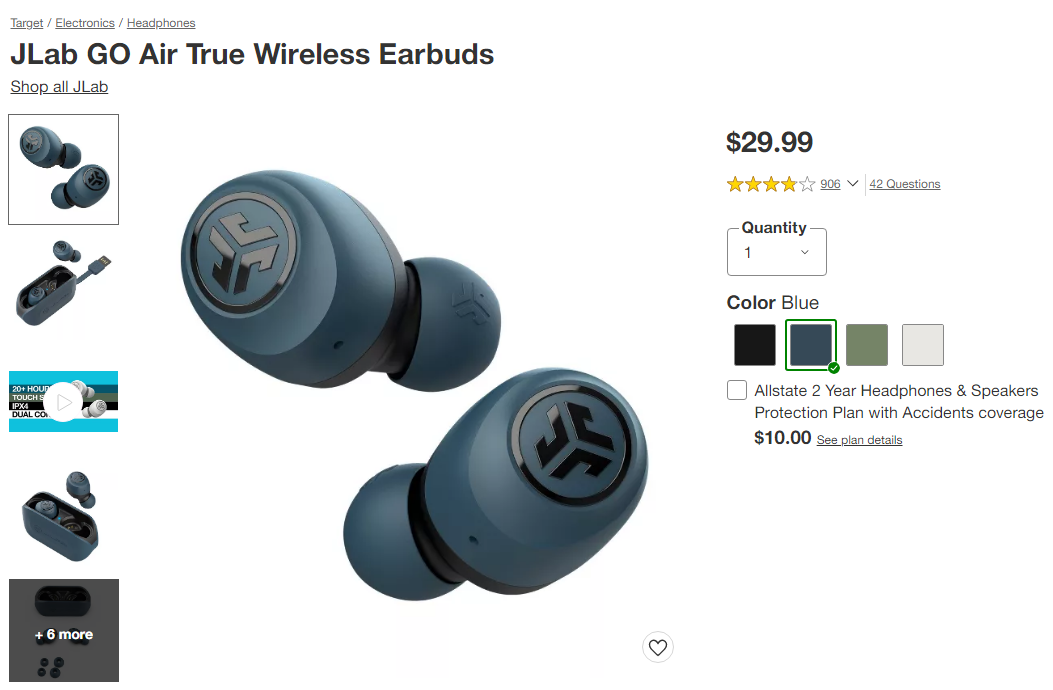 Target / Electronics / Headphones
JLab GO Air True Wireless Earbuds
Shop all JLab
$29.99
906
42 Questions
Quantity
1
Color Blue
Allstate 2 Year Headphones & Speakers
Protection Plan with Accidents coverage
$10.00 See plan details
20+ HOUR
TOUCH S
IPX4
DUAL CO
+ 6 more